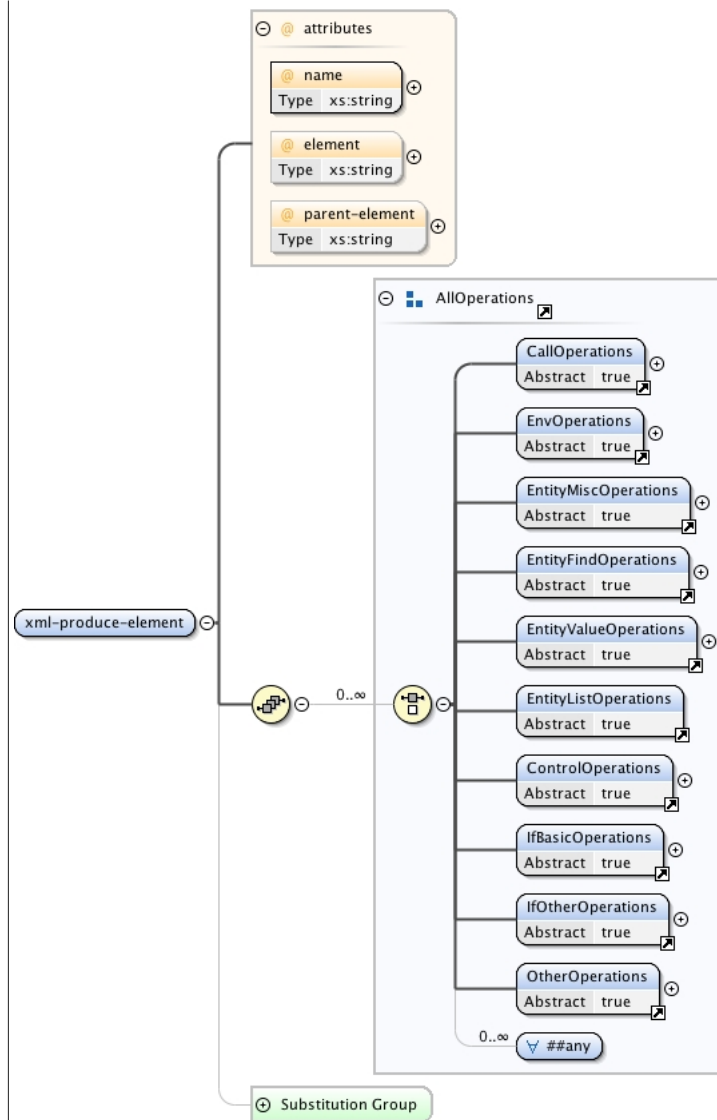 @ attributes
@ name
Type xs:string
@ element
Type xs:string
@ parent-element
Type xs:string
AllOperations
CallOperations
Abstract true
EnvOperations
Abstract true
EntityMiscOperations
Abstract true
EntityFindOperations
Abstract true
xml-produce-element
EntityValueOperations
Abstract true
0..∞
EntityListOperations
Abstract true
ControlOperations
Abstract true
IfBasicOperations
Abstract true
IfOtherOperations
Abstract true
OtherOperations
Abstract true
0..∞ ∀ ##any
Substitution Group